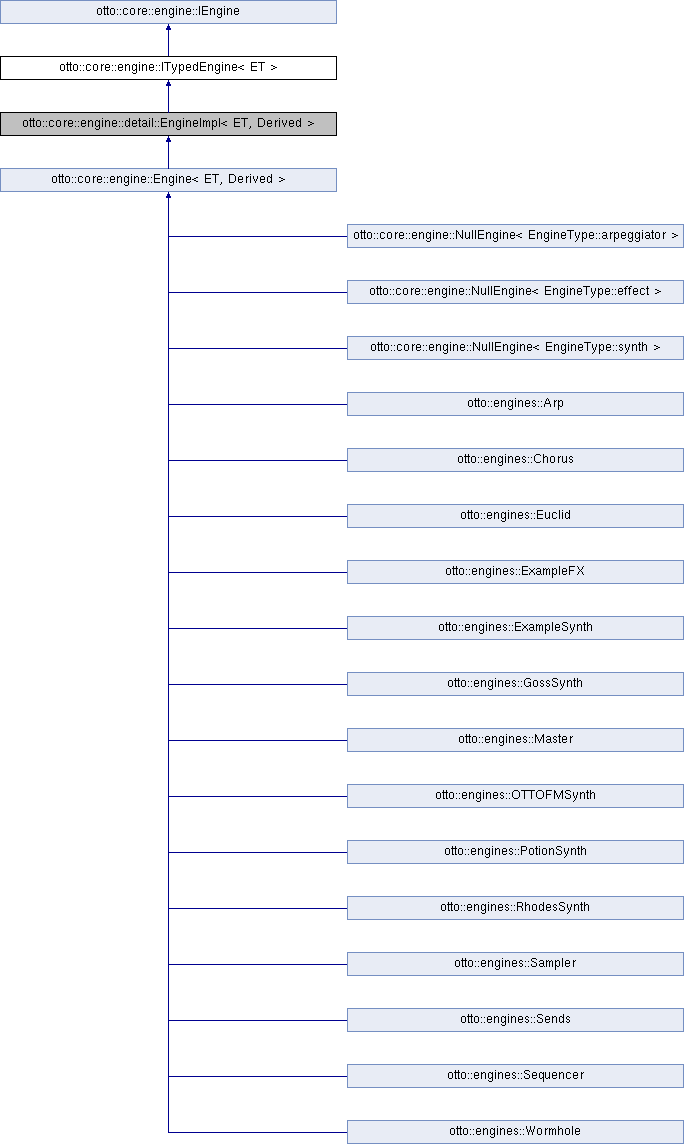 otto::core::engine::IEngine
otto::core::engine::ITypedEngine< ET >
otto::core::engine::detail::EngineImpl< ET, Derived >
otto::core::engine::Engine< ET, Derived >
otto::core::engine::NullEngine< EngineType::arpeggiator >
otto::core::engine::NullEngine< EngineType::effect >
otto::core::engine::NullEngine< EngineType::synth >
otto::engines::Arp
otto::engines::Chorus
otto::engines::Euclid
otto::engines::ExampleFX
otto::engines::ExampleSynth
otto::engines::GossSynth
otto::engines::Master
otto::engines::OTTOFMSynth
otto::engines::PotionSynth
otto::engines::RhodesSynth
otto::engines::Sampler
otto::engines::Sends
otto::engines::Sequencer
otto::engines::Wormhole